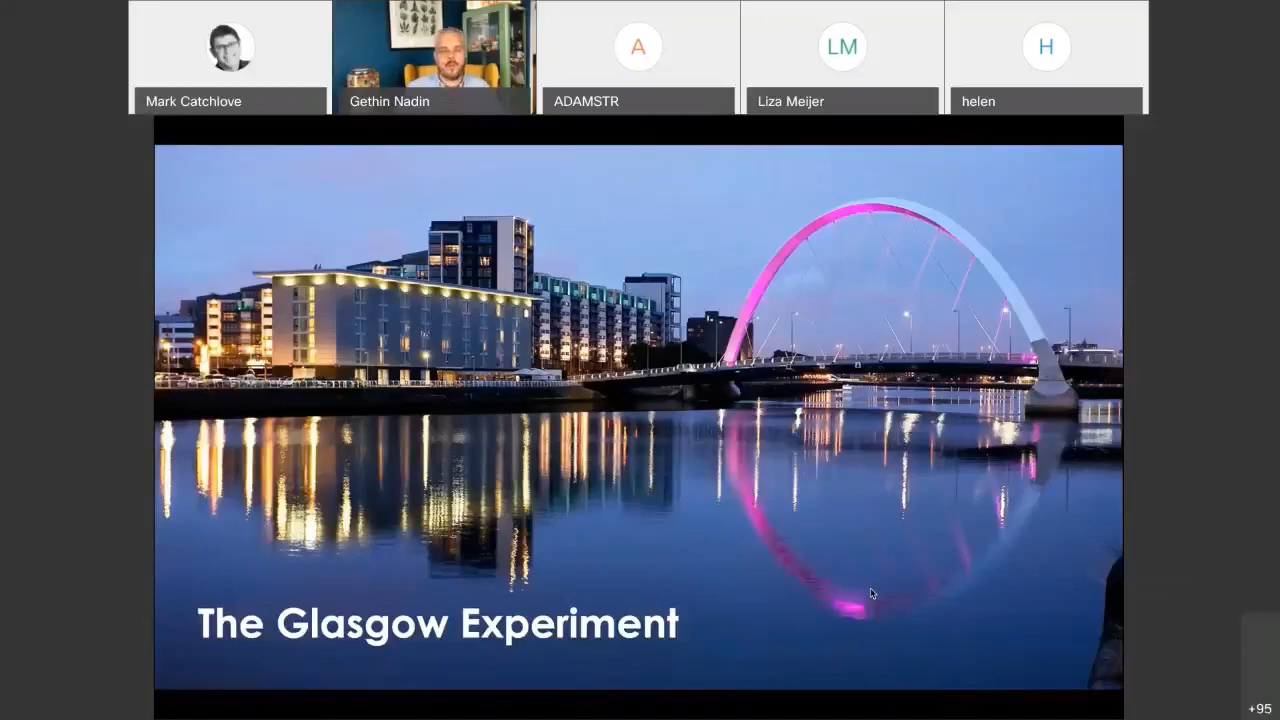 A
LM
H
Mark Catchlove
Gethin Nadin
ADAMSTR
Liza Meijer
helen
The Glasgow Experiment
+95